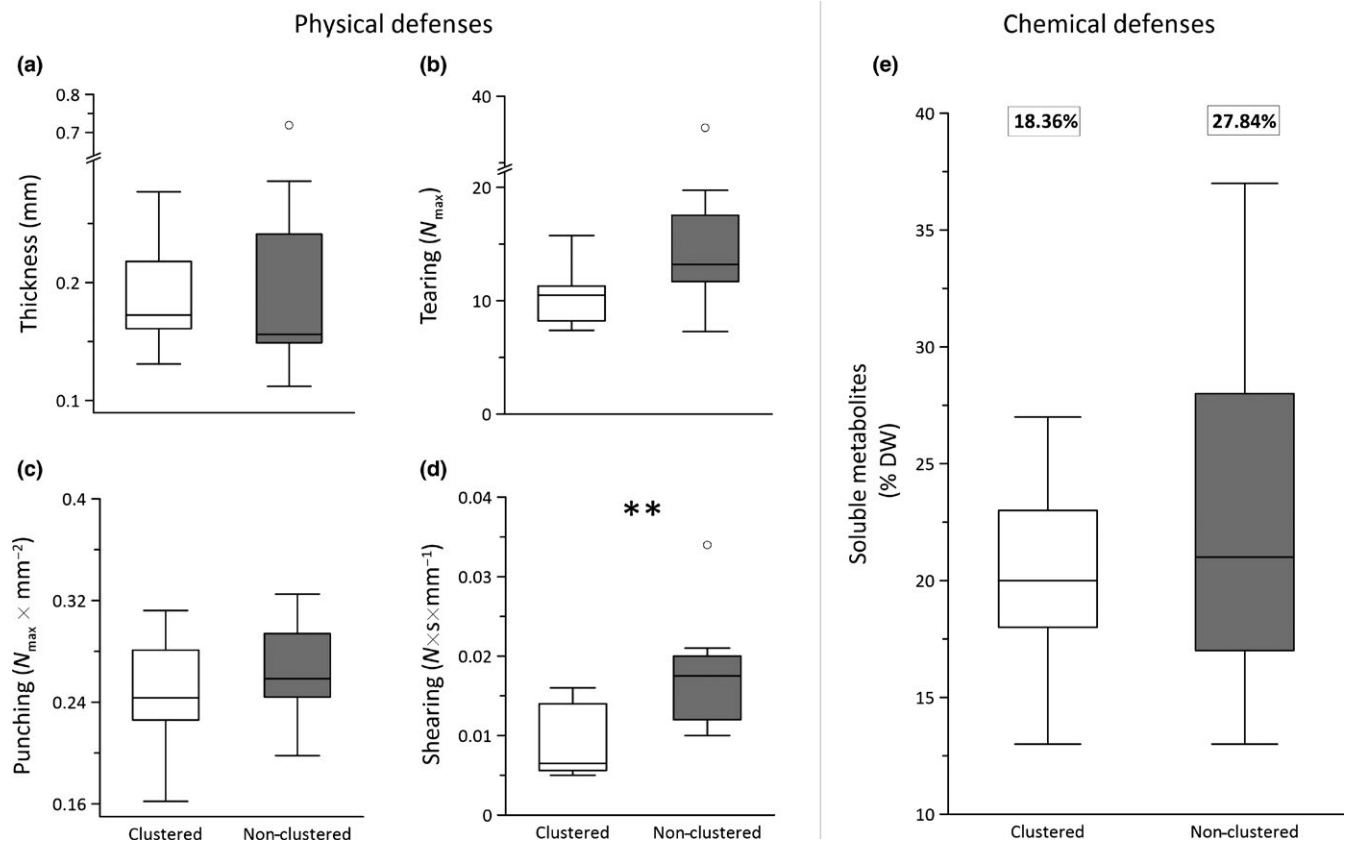 Physical defenses
Chemical defenses
(a)
Thickness (mm)
0.8
0.7
0.2
0.1
(b)
Tearing (Nmax)
40
20
10
0
(c)
Punching (Nmax × mm−2)
0.4
0.32
0.24
0.16
Clustered
Non-clustered
(d)
Shearing (N×s×mm−1)
0.04
0.03
0.02
0.01
0
**
Clustered
Non-clustered
(e)
Soluble metabolites
(% DW)
40
35
30
25
20
15
10
18.36%
27.84%
Clustered
Non-clustered